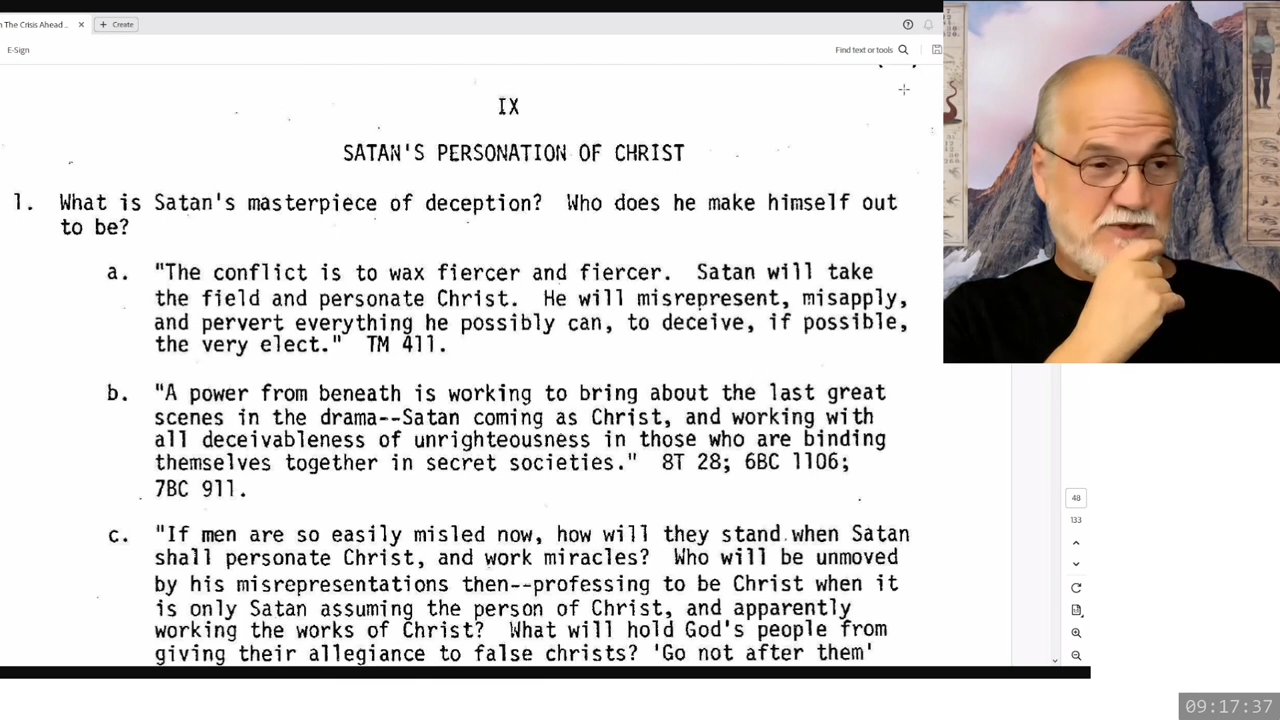 n The Crisis Ahead...
Create
E-Sign
Find text or tools
IX
SATAN'S PERSONATION OF CHRIST
1. What is Satan's masterpiece of deception? Who does he make himself out
to be?
a. "The conflict is to wax fiercer and fiercer. Satan will take
the field and personate Christ. He will misrepresent, misapply,
and pervert everything he possibly can, to deceive, if possible,
the very elect." TM 411.
b. "A power from beneath is working to bring about the last great
scenes in the drama--Satan coming as Christ, and working with
all deceivableness of unrighteousness in those who are binding
themselves together in secret societies." 8T 28; 6BC 1106;
7BC 911.
c. "If men are so easily misled now, how will they stand when Satan
shall personate Christ, and work miracles? Who will be unmoved
by his misrepresentations then--professing to be Christ when it
is only Satan assuming the person of Christ, and apparently
working the works of Christ? What will hold God's people from
giving their allegiance to false christs? 'Go not after them'
48
133
09:17:37